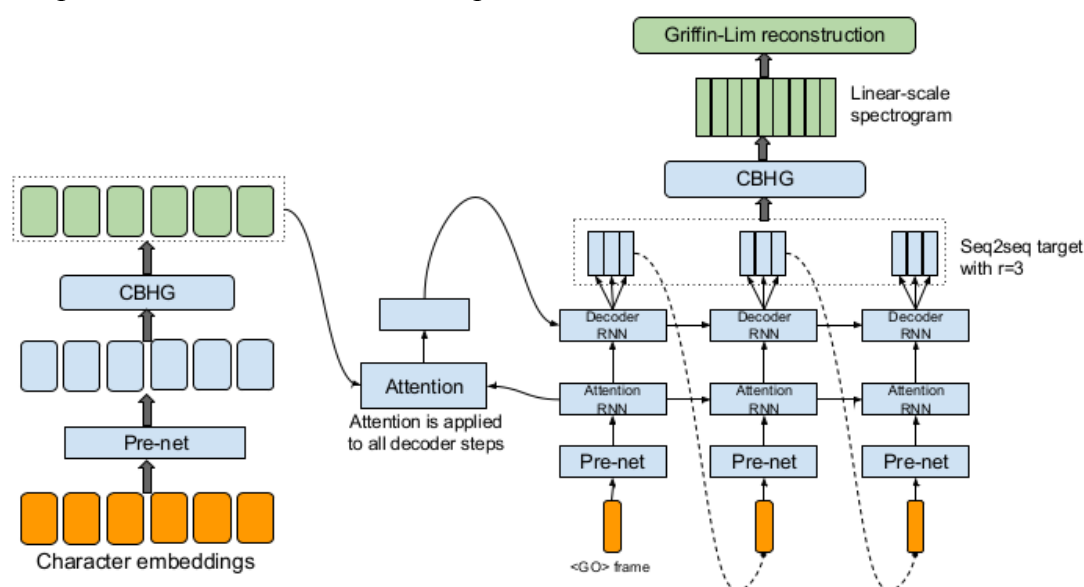 Griffin-Lim reconstruction
Linear-scale
spectrogram
CBHG
Seq2seq target
with r=3
CBHG
Decoder
RNN
Decoder
RNN
Decoder
RNN
Attention
Attention is applied
to all decoder steps
Attention
RNN
Attention
RNN
Attention
RNN
Pre-net
Pre-net
Pre-net
Pre-net
Character embeddings
<GO> frame